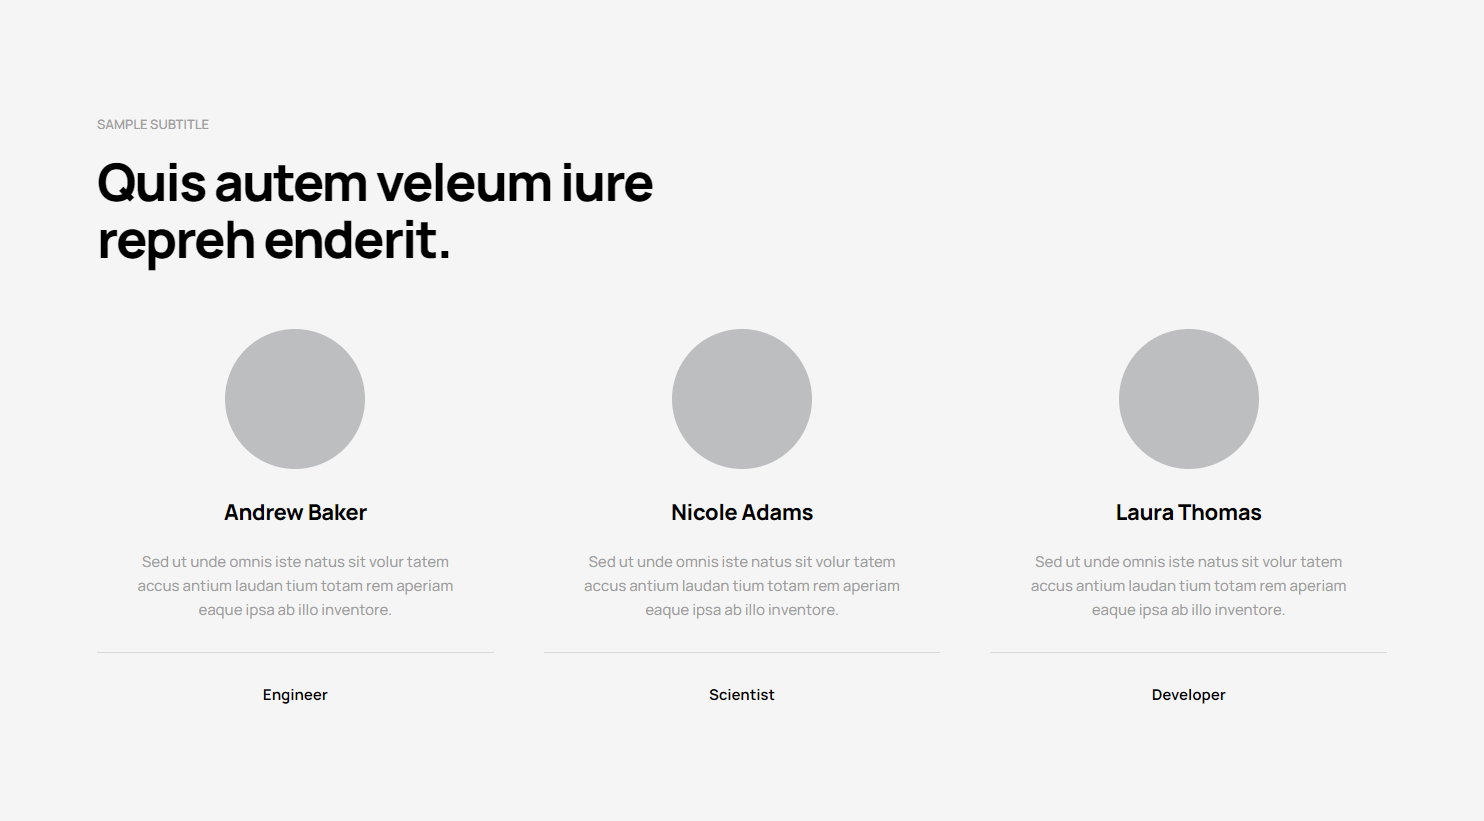 SAMPLE SUBTITLE
Quis autem veleum iure
repreh enderit.
Andrew Baker
Sed ut unde omnis iste natus sit volur tatem
accus antium laudan tium totam rem aperiam
eaque ipsa ab illo inventore.
Engineer
Nicole Adams
Sed ut unde omnis iste natus sit volur tatem
accus antium laudan tium totam rem aperiam
eaque ipsa ab illo inventore.
Scientist
Laura Thomas
Sed ut unde omnis iste natus sit volur tatem
accus antium laudan tium totam rem aperiam
eaque ipsa ab illo inventore.
Developer